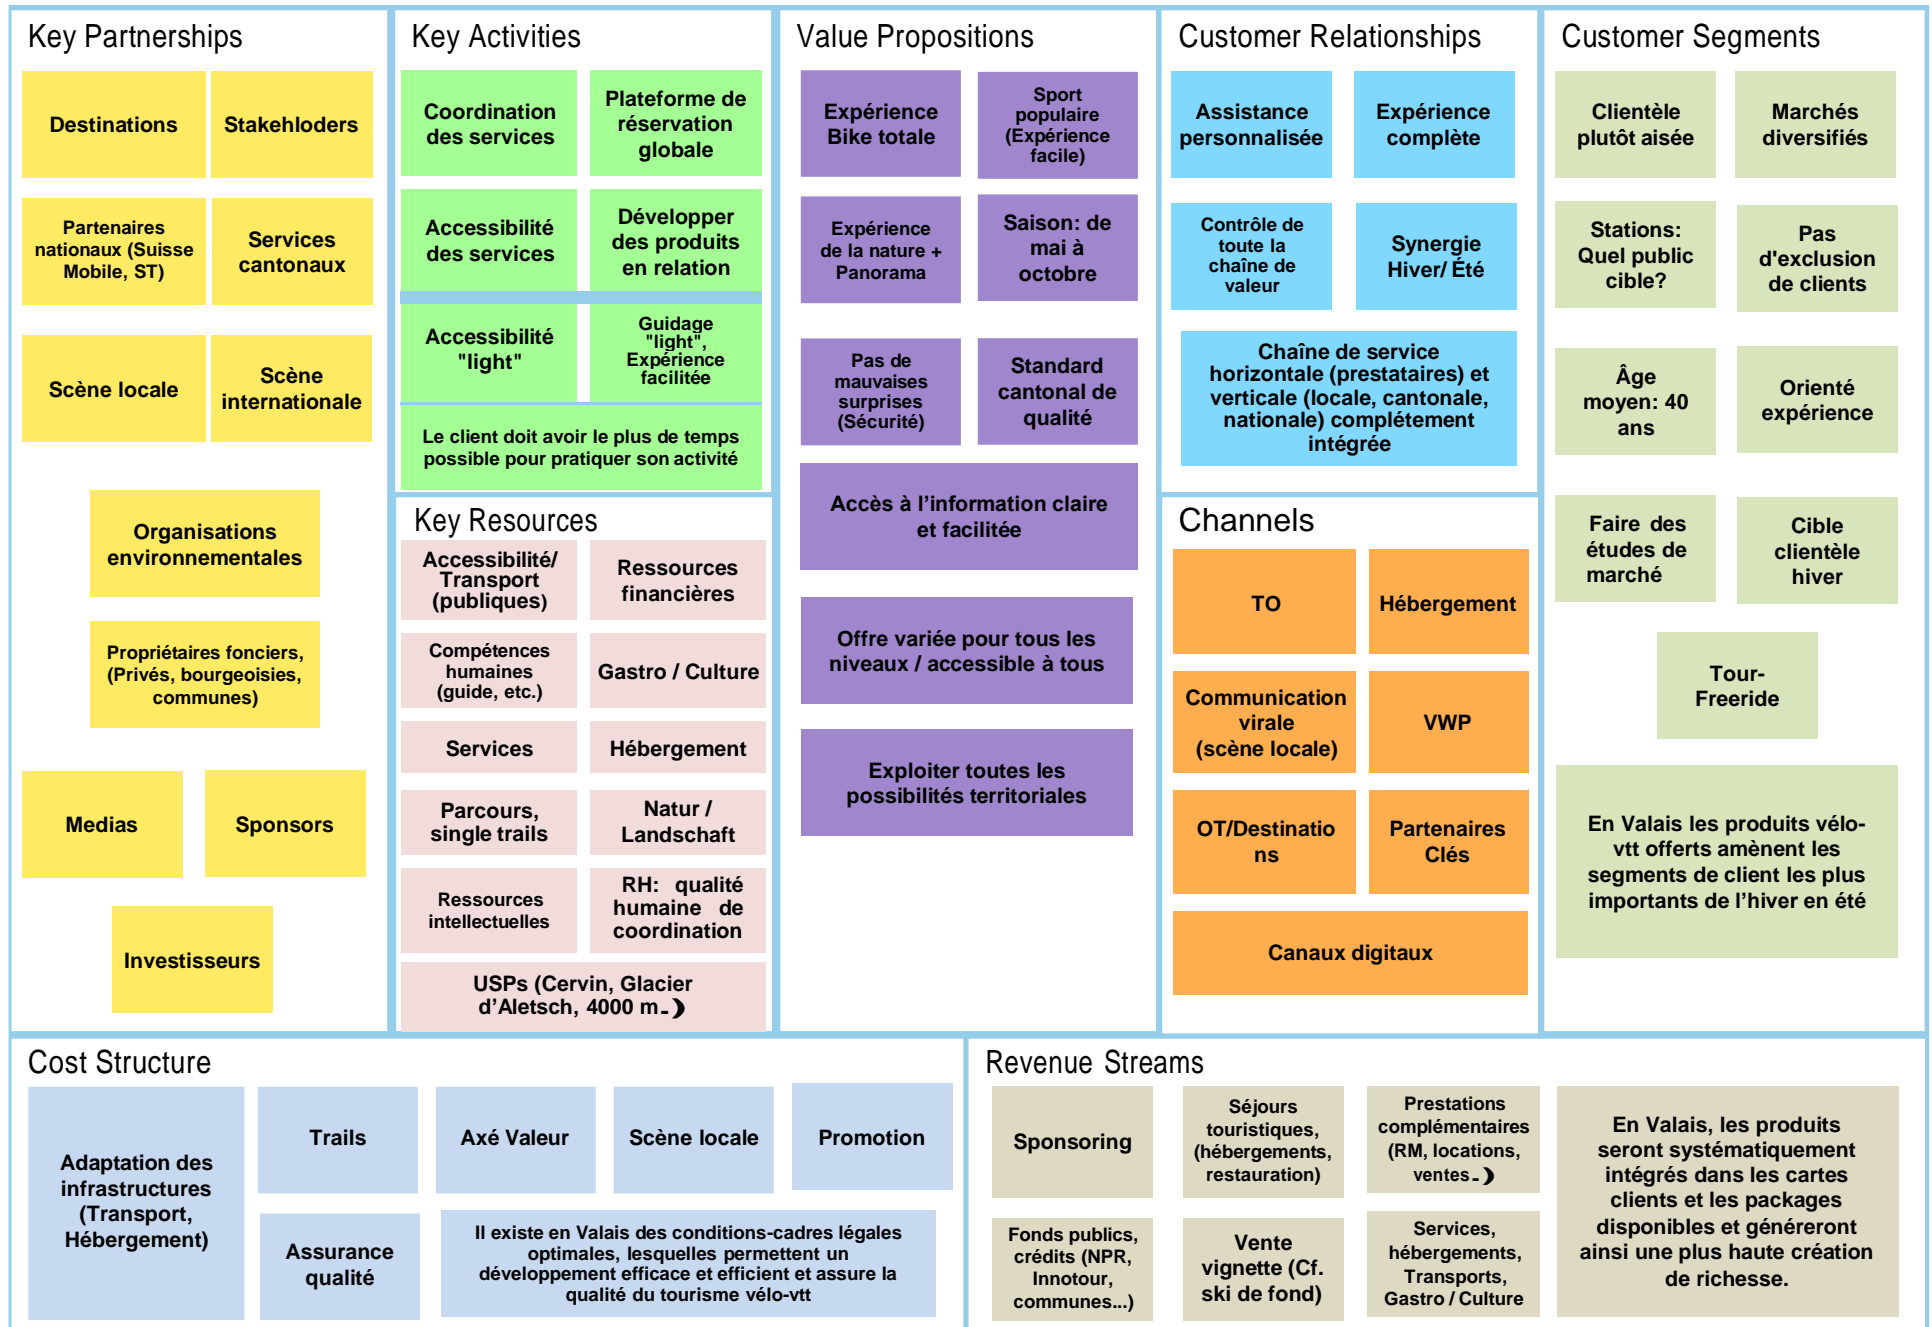 Key Partnerships
Destinations
Stakehloders
Partenaires
nationaux (Suisse
Mobile, ST)
Services
cantonaux
Scène locale
Scène
internationale
Organisations
environnementales
Propriétaires fonciers,
(Privés, bourgeoisies,
communes)
Medias
Sponsors
Investisseurs
Key Activities
Coordination
des services
Plateforme de
réservation
globale
Accessibilité
des services
Développer
des produits
en relation
Accessibilité
"light"
Guidage
"light",
Expérience
facilitée
Le client doit avoir le plus de temps
possible pour pratiquer son activité
Key Resources
Accessibilité/
Transport
(publiques)
Ressources
financières
Compétences
humaines
(guide, etc.)
Gastro / Culture
Services
Hébergement
Parcours,
single trails
Natur /
Landschaft
Ressources
intellectuelles
RH: qualité
humaine de
coordination
USPs (Cervin, Glacier
d’Aletsch, 4000 m..)
Value Propositions
Expérience
Bike totale
Sport
populaire
(Expérience
facile)
Expérience
de la nature +
Panorama
Saison: de
mai à
octobre
Pas de
mauvaises
surprises
(Sécurité)
Standard
cantonal de
qualité
Accès à l’information claire
et facilitée
Offre variée pour tous les
niveaux / accessible à tous
Exploiter toutes les
possibilités territoriales
Customer Relationships
Assistance
personnalisée
Expérience
complète
Contrôle de
toute la
chaîne de
valeur
Synergie
Hiver/ Été
Chaîne de service
horizontale (prestataires) et
verticale (locale, cantonale,
nationale) complétement
intégrée
Channels
TO
Hébergement
Communication
virale
(scène locale)
VWP
OT/Destinatio
ns
Partenaires
Clés
Canaux digitaux
Customer Segments
Clientèle
plutôt aisée
Marchés
diversifiés
Stations:
Quel public
cible?
Pas
d'exclusion
de clients
Âge
moyen: 40
ans
Orienté
expérience
Faire des
études de
marché
Cible
clientèle
hiver
Tour-
Freeride
En Valais les produits vélo-
vtt offerts amènent les
segments de client les plus
importants de l’hiver en été
Cost Structure
Adaptation des
infrastructures
(Transport,
Hébergement)
Trails
Axé Valeur
Scène locale
Promotion
Assurance
qualité
Il existe en Valais des conditions-cadres légales
optimales, lesquelles permettent un
développement efficace et efficient et assure la
qualité du tourisme vélo-vtt
Revenue Streams
Sponsoring
Séjours
touristiques,
(hébergements,
restauration)
Prestations
complémentaires
(RM, locations,
ventes..)
Fonds publics,
crédits (NPR,
Innotour,
communes...)
Vente
vignette (Cf.
ski de fond)
Services,
hébergements,
Transports,
Gastro / Culture
En Valais, les produits
seront systématiquement
intégrés dans les cartes
clients et les packages
disponibles et généreront
ainsi une plus haute création
de richesse.